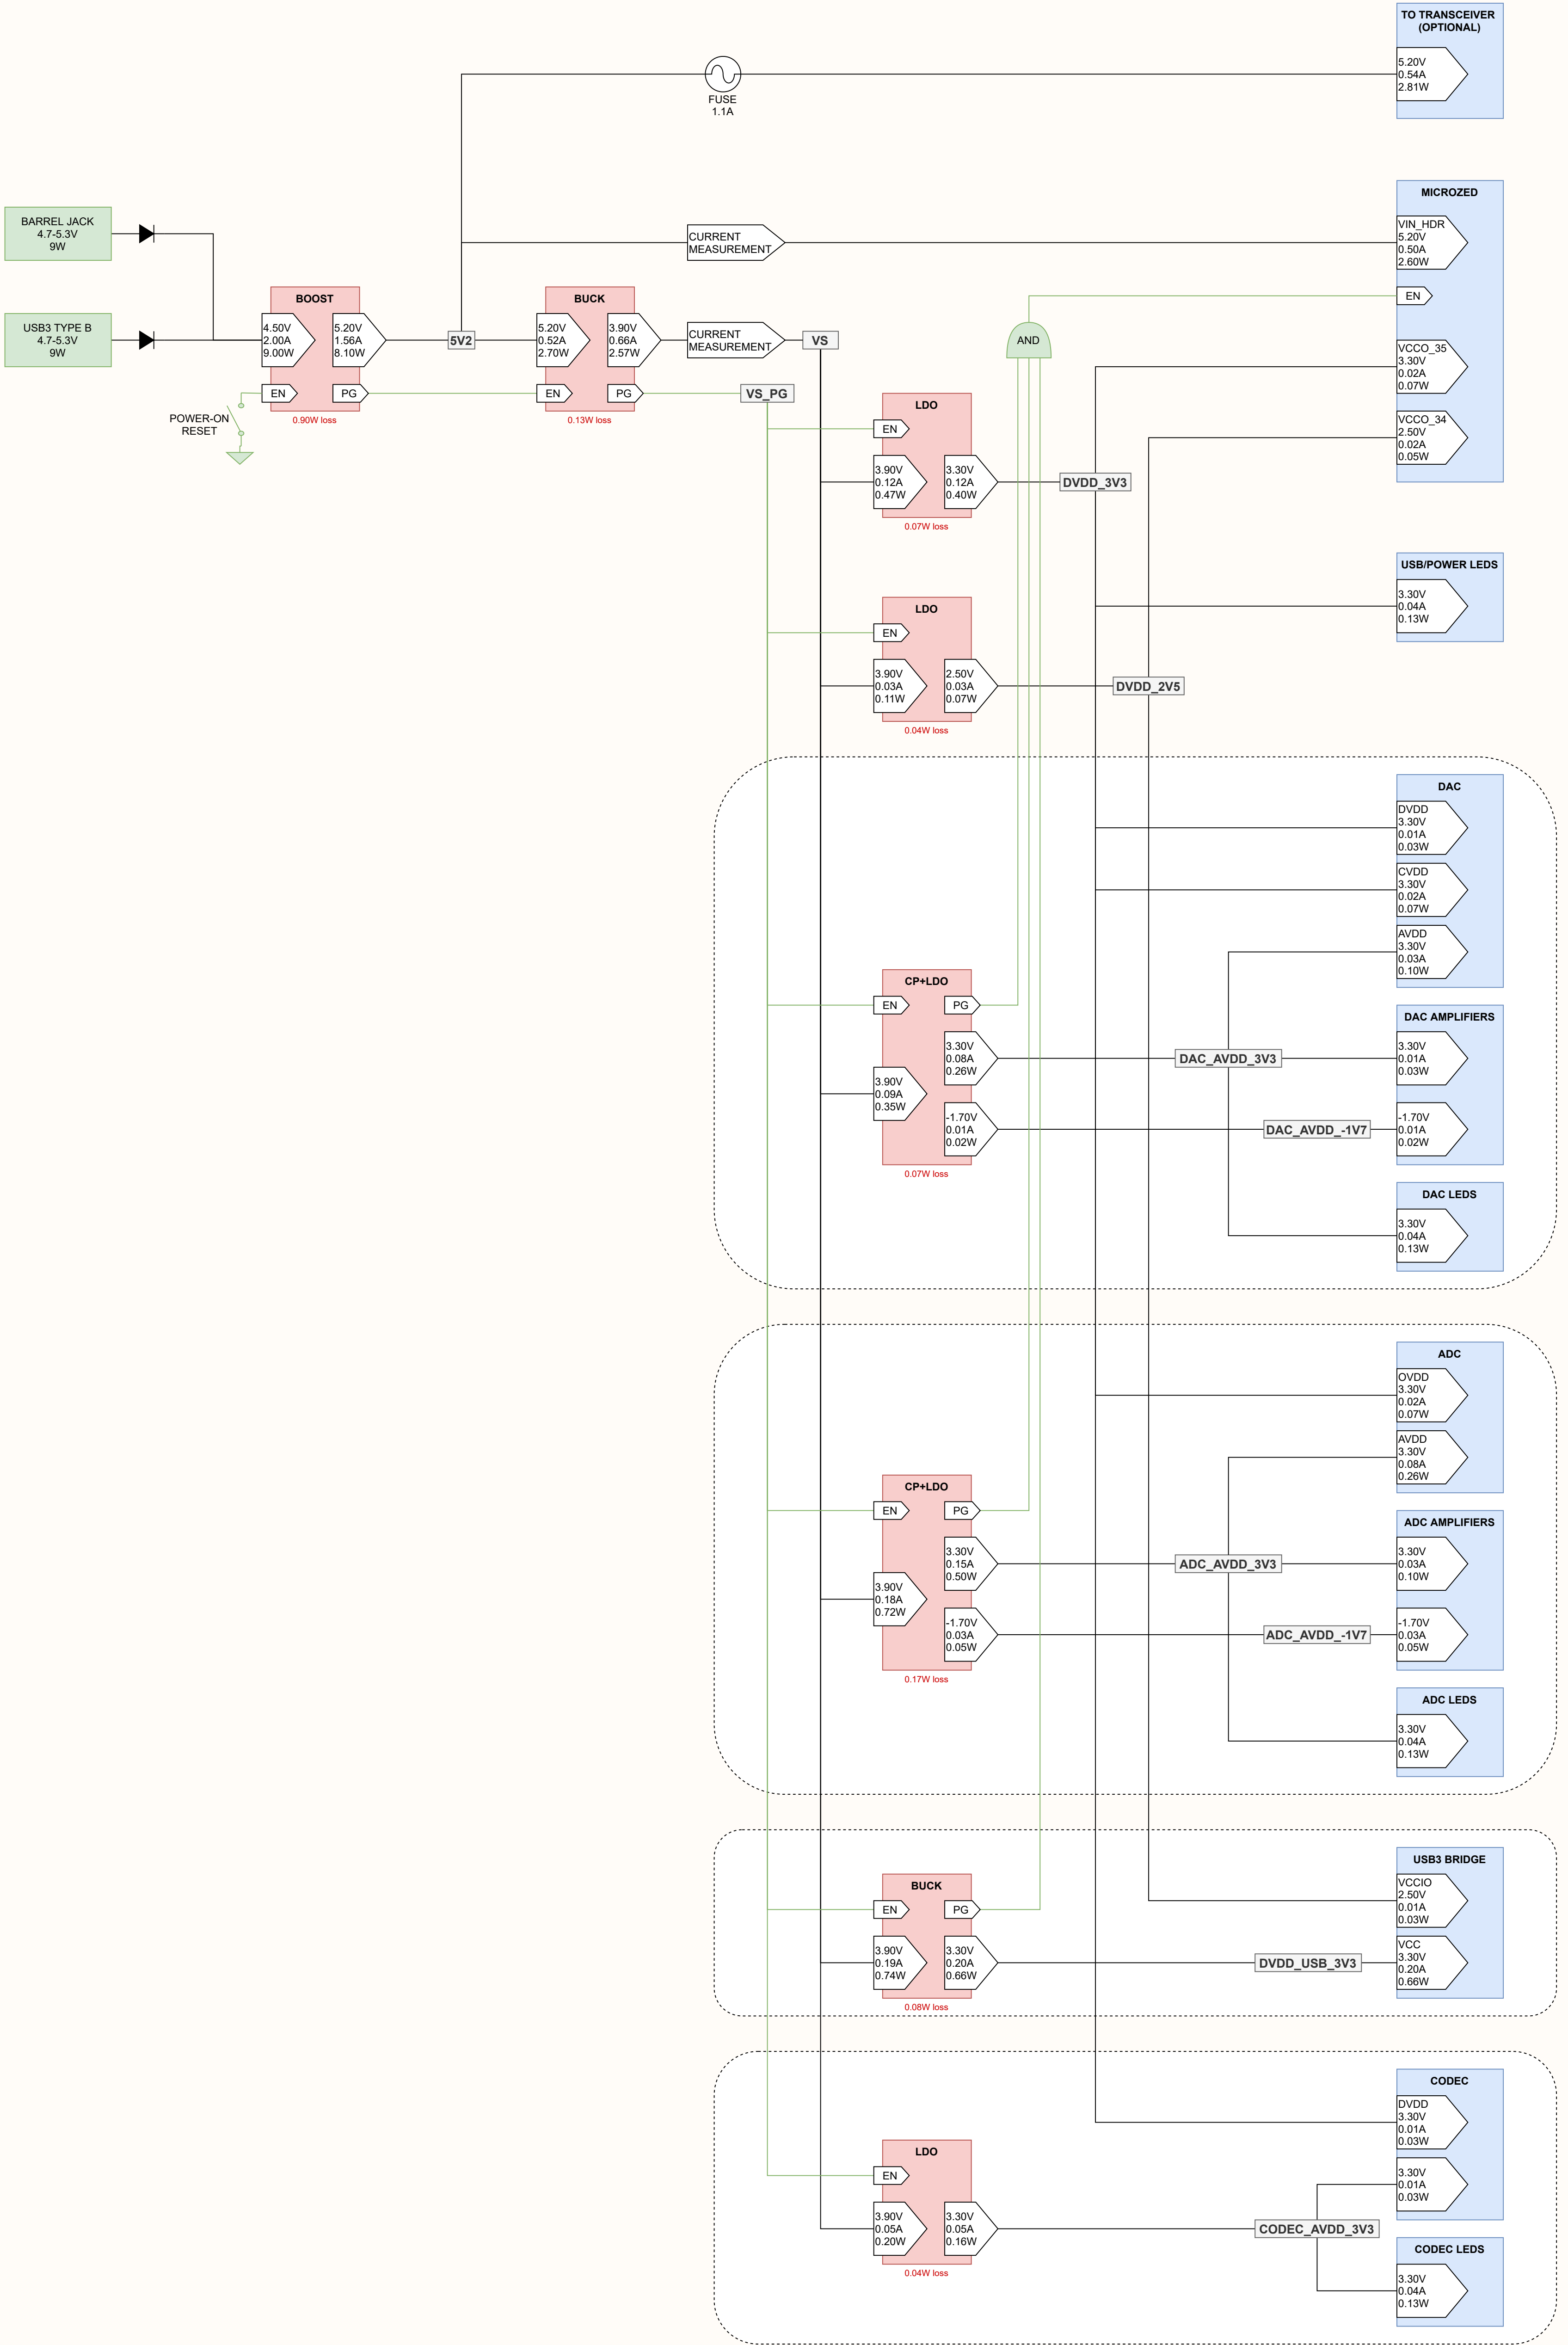 TO TRANSCEIVER
(OPTIONAL)
5.20V
0.54A
2.81W
FUSE
1.1A
MICROZED
VIN_HDR
5.20V
0.50A
2.60W
EN
VCCO_35
3.30V
0.02A
0.07W
VCCO_34
2.50V
0.02A
0.05W
BARREL JACK
4.7-5.3V
9W
USB3 TYPE B
4.7-5.3V
9W
POWER-ON
RESET
BOOST
4.50V
2.00A
9.00W
5.20V
1.56A
8.10W
EN
PG
0.90W loss
5V2
BUCK
5.20V
0.52A
2.70W
3.90V
0.66A
2.57W
EN
PG
0.13W loss
CURRENT
MEASUREMENT
CURRENT
MEASUREMENT
VS
VS_PG
AND
LDO
EN
3.90V
0.12A
0.47W
3.30V
0.12A
0.40W
0.07W loss
DVDD_3V3
USB/POWER LEDS
3.30V
0.04A
0.13W
LDO
EN
3.90V
0.03A
0.11W
2.50V
0.03A
0.07W
0.04W loss
DVDD_2V5
DAC
DVDD
3.30V
0.01A
0.03W
CVDD
3.30V
0.02A
0.07W
AVDD
3.30V
0.03A
0.10W
CP+LDO
EN
PG
3.90V
0.09A
0.35W
3.30V
0.08A
0.26W
-1.70V
0.01A
0.02W
0.07W loss
DAC_AVDD_3V3
DAC_AVDD_-1V7
DAC AMPLIFIERS
3.30V
0.01A
0.03W
-1.70V
0.01A
0.02W
DAC LEDS
3.30V
0.04A
0.13W
ADC
OVDD
3.30V
0.02A
0.07W
AVDD
3.30V
0.08A
0.26W
CP+LDO
EN
PG
3.90V
0.18A
0.72W
3.30V
0.15A
0.50W
-1.70V
0.03A
0.05W
0.17W loss
ADC_AVDD_3V3
ADC_AVDD_-1V7
ADC AMPLIFIERS
3.30V
0.03A
0.10W
-1.70V
0.03A
0.05W
ADC LEDS
3.30V
0.04A
0.13W
BUCK
EN
PG
3.90V
0.19A
0.74W
3.30V
0.20A
0.66W
0.08W loss
DVDD_USB_3V3
USB3 BRIDGE
VCCIO
2.50V
0.01A
0.03W
VCC
3.30V
0.20A
0.66W
CODEC
DVDD
3.30V
0.01A
0.03W
3.30V
0.01A
0.03W
LDO
EN
3.90V
0.05A
0.20W
3.30V
0.05A
0.16W
0.04W loss
CODEC_AVDD_3V3
CODEC LEDS
3.30V
0.04A
0.13W